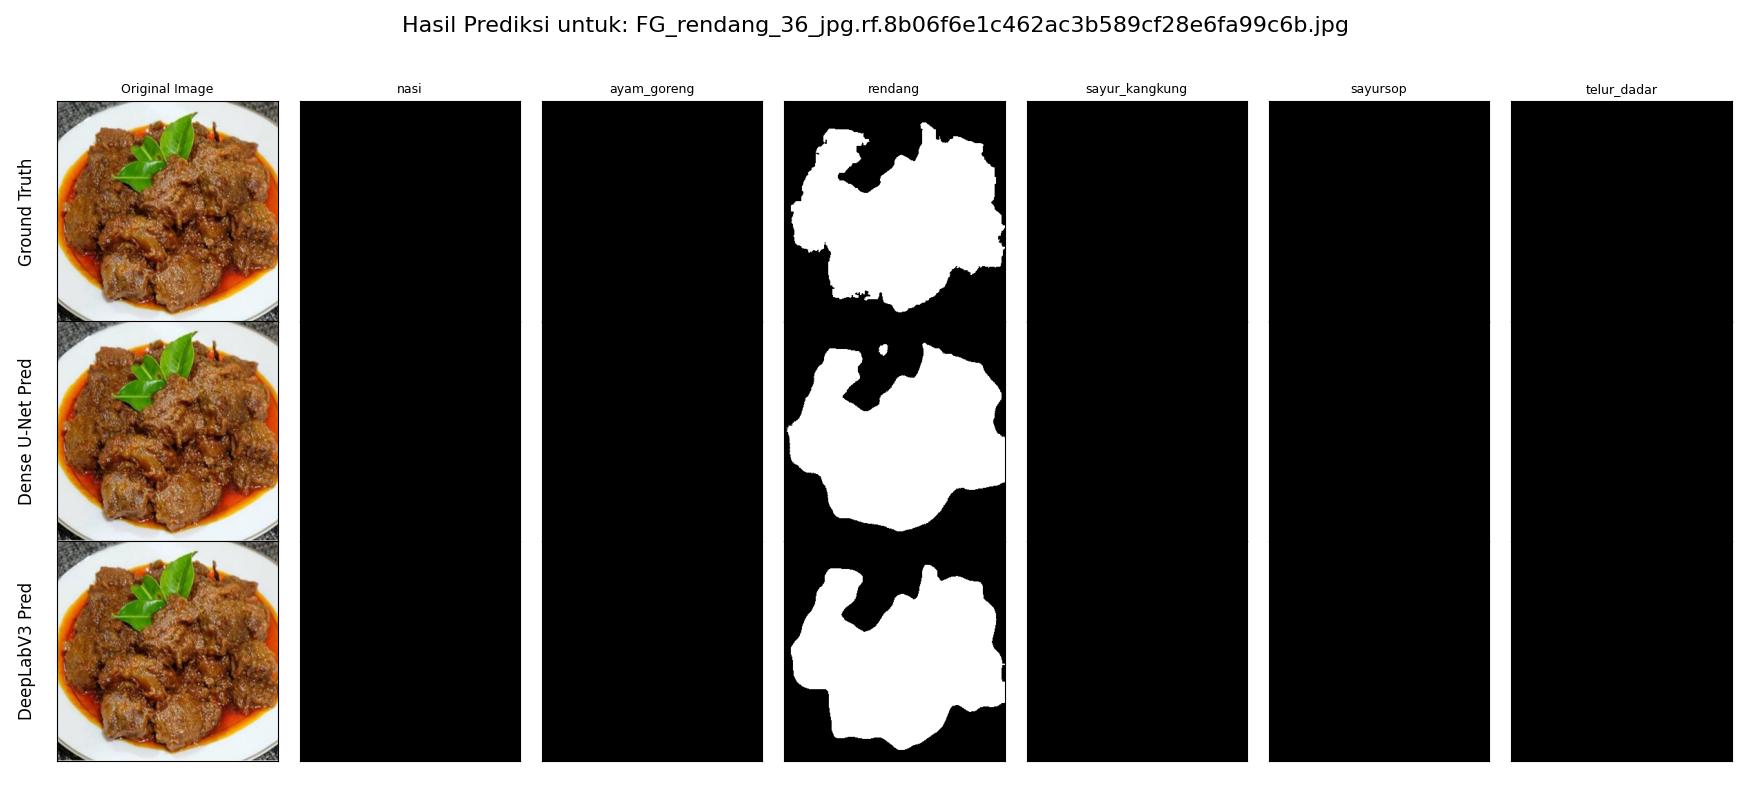 Hasil Prediksi untuk: FG_rendang_36_jpg.rf.8b06f6e1c462ac3b589cf28e6fa99c6b.jpg
Original Image nasi ayam_goreng rendang sayur_kangkung sayursop telur_dadar
Ground Truth
Dense U-Net Pred
DeepLabV3 Pred